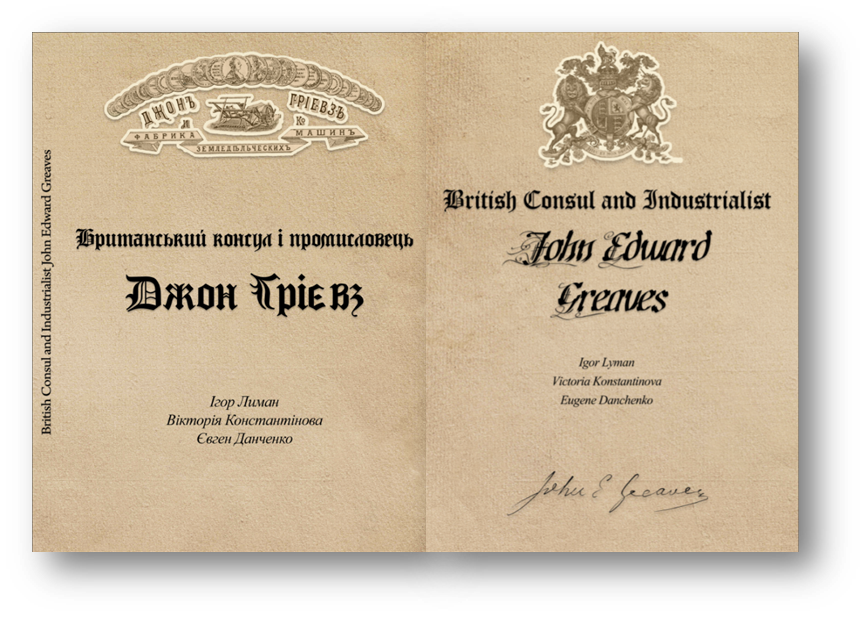 British Consul and Industrialist John Edward Greaves
ДЖОНЪ ГРІЕВЗЪ
И Ко
ФАБРИКА МАШИНЪ
ЗЕМЛЕДѢЛЬЧЕСКИХЪ
Британський консул і промисловець
Джон Грієвз
Ігор Лиман
Вікторія Константінова
Євген Данченко
British Consul and Industrialist
John Edward
Greaves
Igor Lyman
Victoria Konstantinova
Eugene Danchenko
John E Greaves